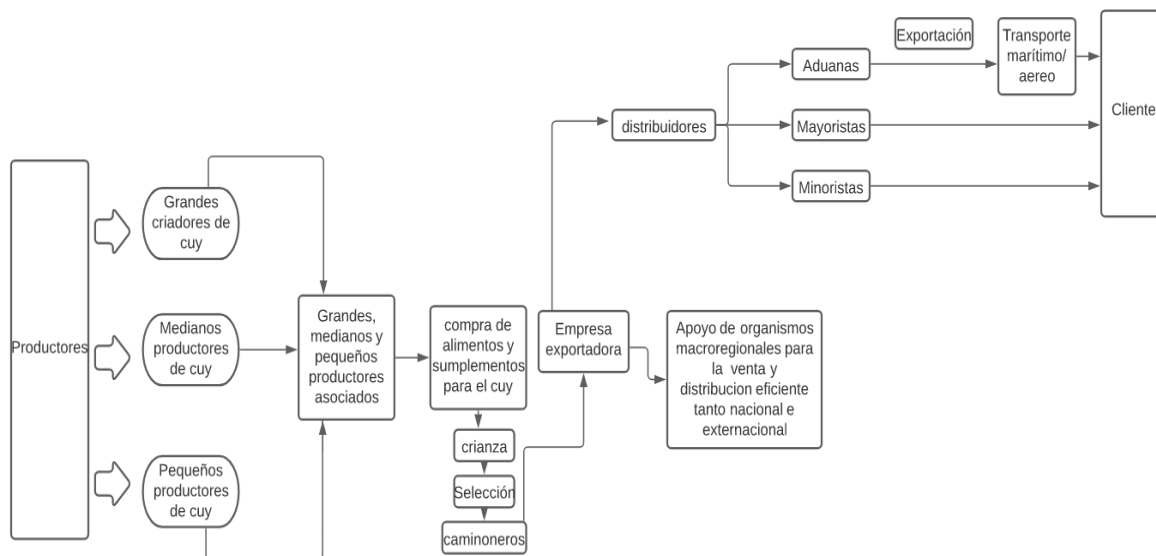 Productores
Grandes
criadores de
cuy
Medianos
productores
de cuy
Pequeños
productores
de cuy
Grandes,
medianos y
pequeños
productores
asociados
compra de
alimentos y
sumplementos
para el cuy
crianza
Selección
caminoneros
Empresa
exportadora
Apoyo de organismos
macroregionales para
la venta y
distribucion eficiente
tanto nacional e
externacional
distribuidores
Aduanas
Mayoristas
Minoristas
Exportación
Transporte
marítimo/
aereo
Cliente